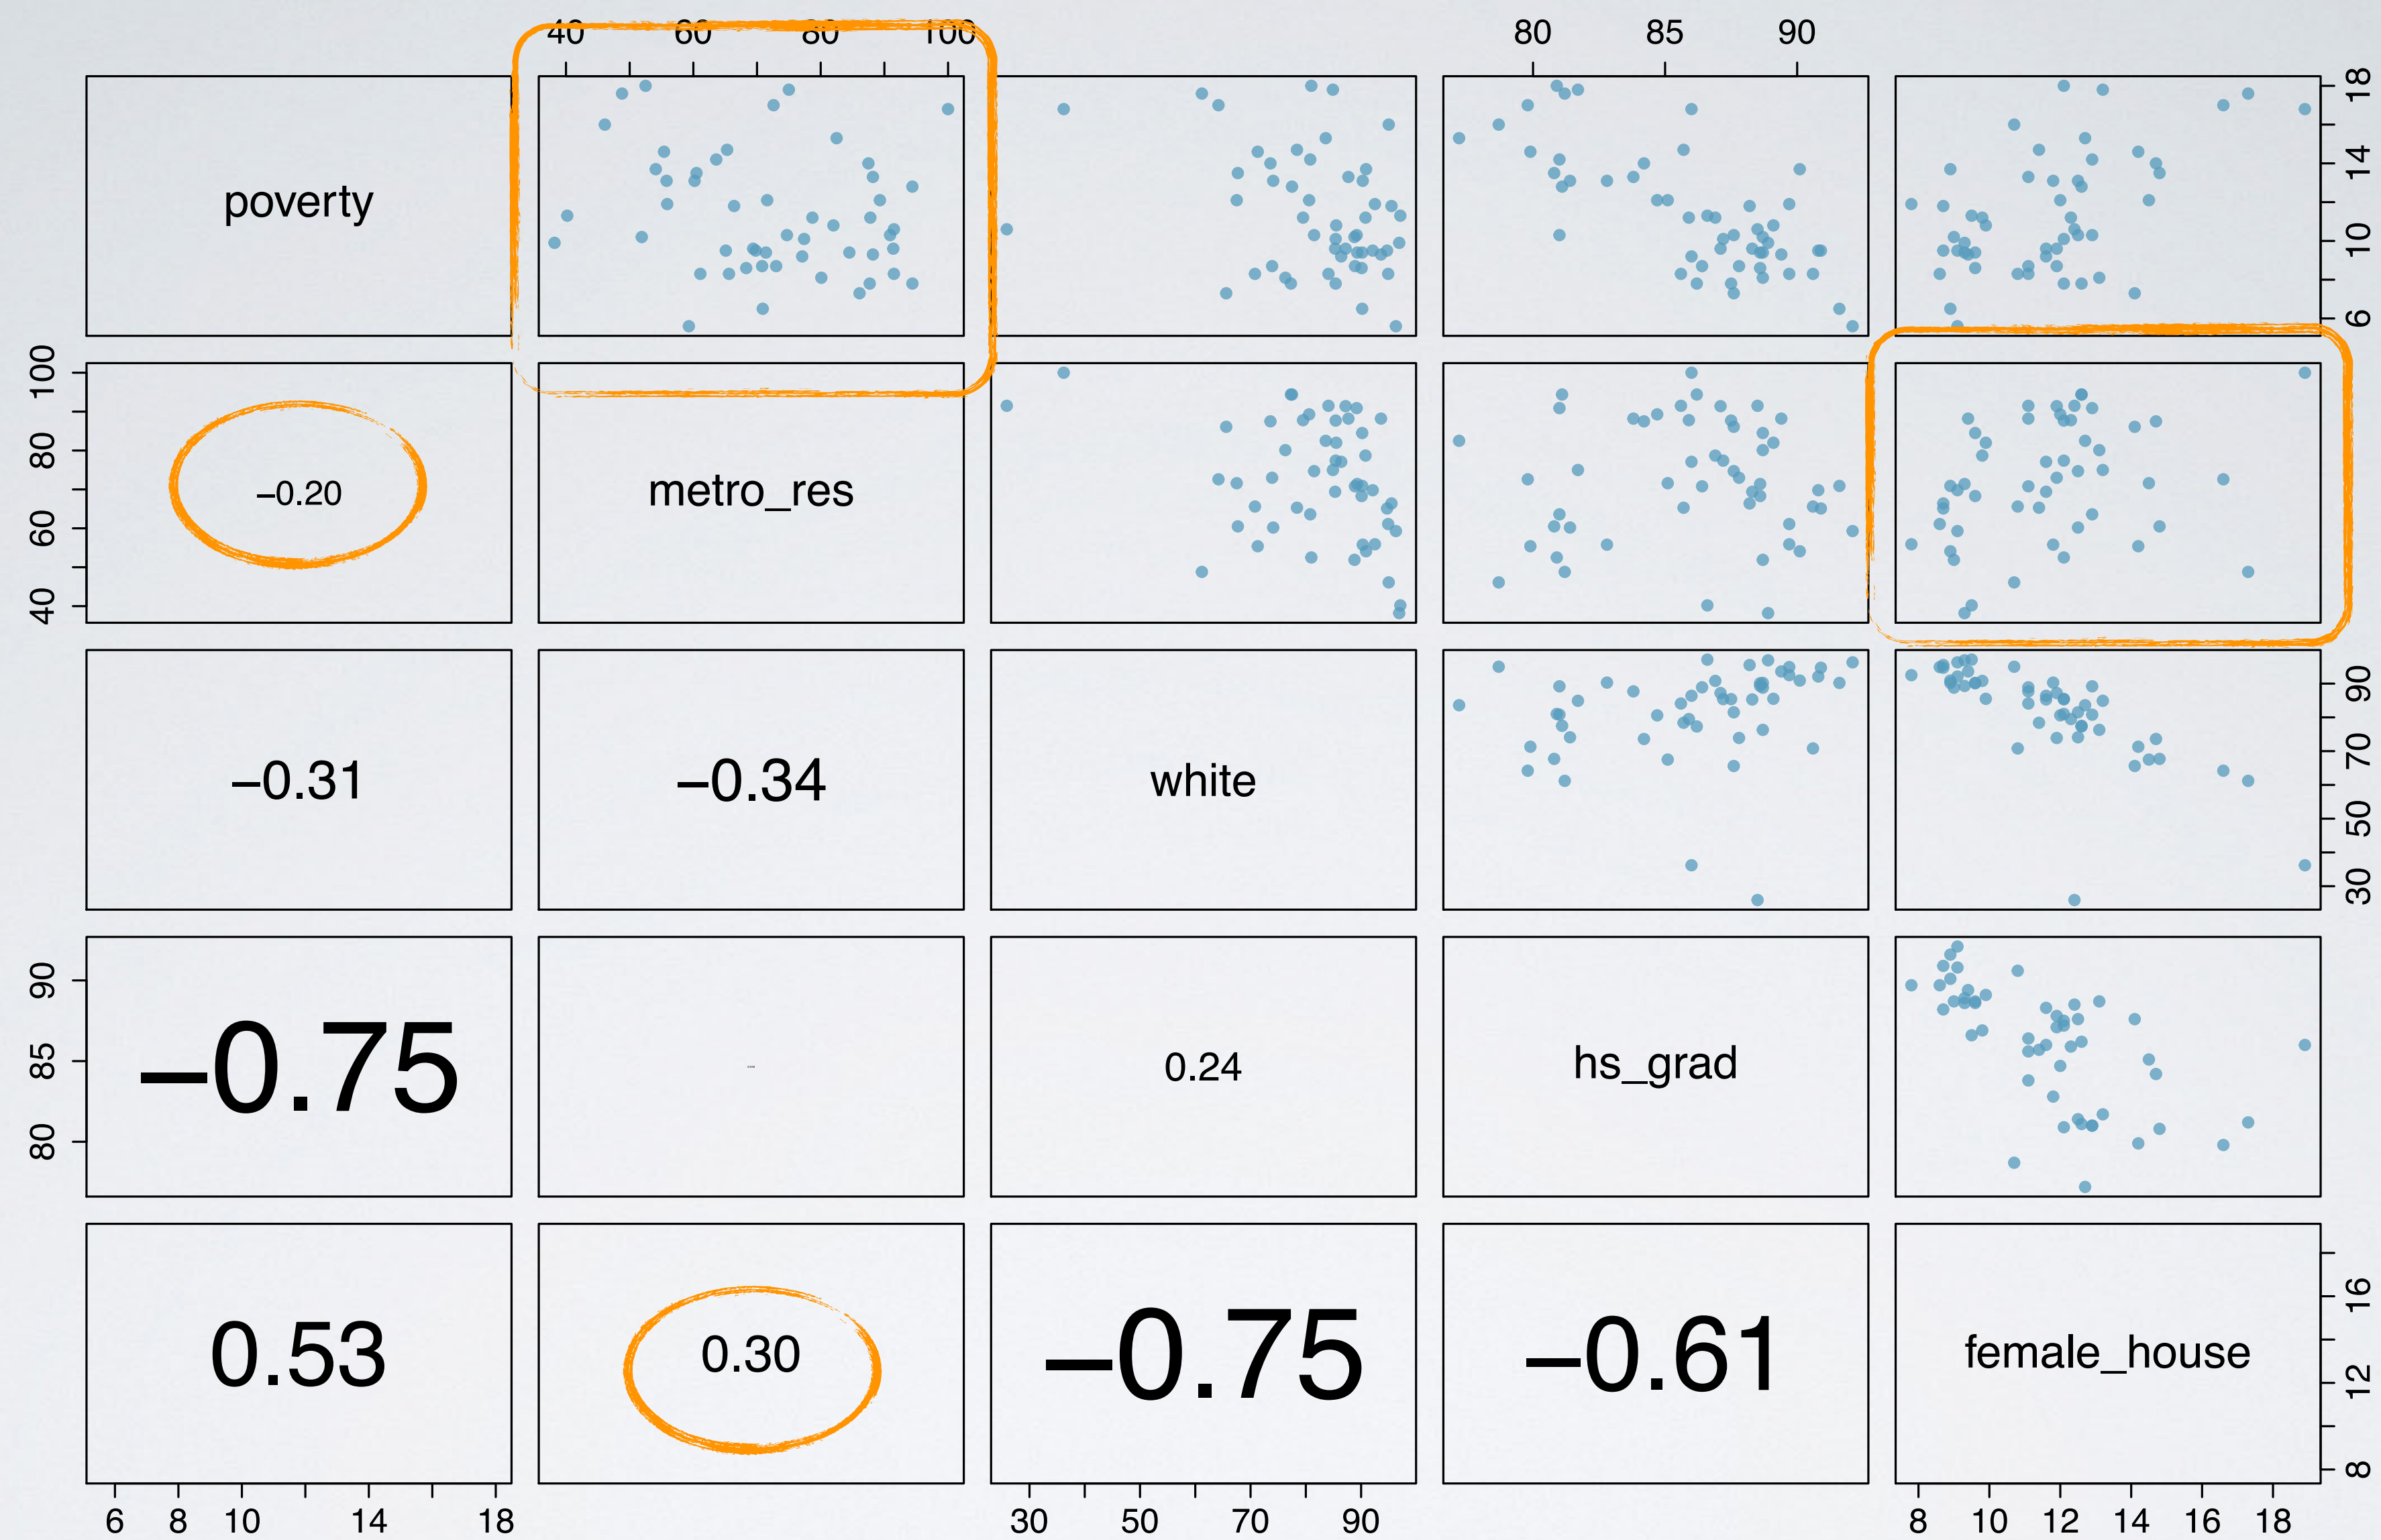 40 60 80 100 80 85 90
poverty
6 10 14 18
40 60 80 100
−0.20
metro_res
−0.31
−0.34
white
30 50 70 90
80 85 90
−0.75
0.24
hs_grad
0.53
0.30
−0.75
−0.61
female_house
8 12 16
6 8 10 14 18 30 50 70 90 8 10 12 14 16 18